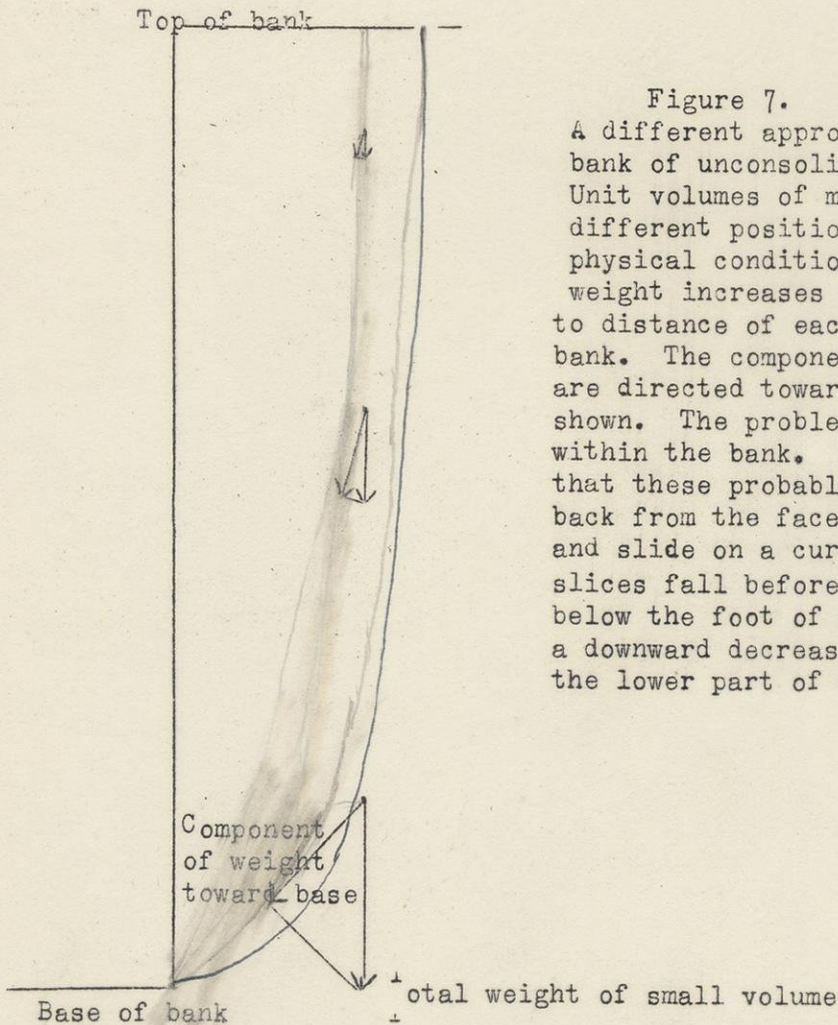 Top of bank
Figure 7.
A different appro
bank of unconsoli
Unit volumes of m
different positio
physical conditio
weight increases
to distance of eac
bank. The compone
are directed towar
shown. The proble
within the bank.
that these probabl
back from the face
and slide on a cur
slices fall before
below the foot of
a downward decreas
the lower part of
Component
of weight
toward base
Total weight of small volume
Base of bank